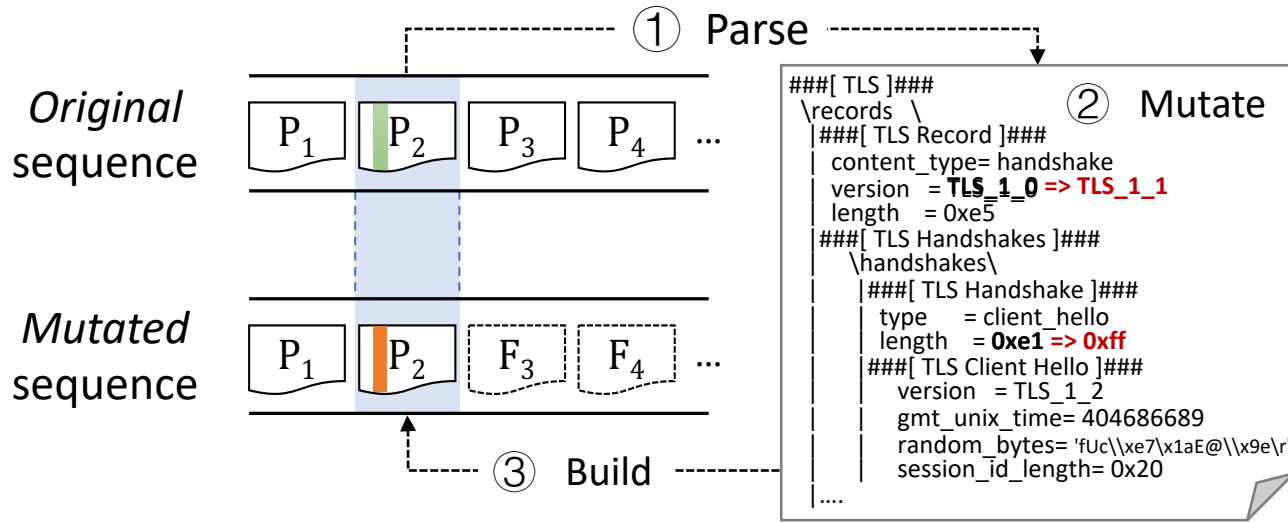 ① Parse
Original
sequence
P1 P2 P3 P4 ...
Mutated
sequence
P1 P2 F3 F4 ...
③ Build
② Mutate
###[ TLS ]###
\records \
|###[ TLS Record ]###
| content_type= handshake
| version = TLS_1_0 => TLS_1_1
| length = 0xe5
|###[ TLS Handshakes ]###
| \handshakes\
| |###[ TLS Handshake ]###
| | type = client_hello
| | length = 0xe1 => 0xff
| |###[ TLS Client Hello ]###
| | version = TLS_1_2
| | gmt_unix_time= 404686689
| | random_bytes= 'fUc\\xe7\x1aE@\\x9e\r'
| | session_id_length= 0x20
|....